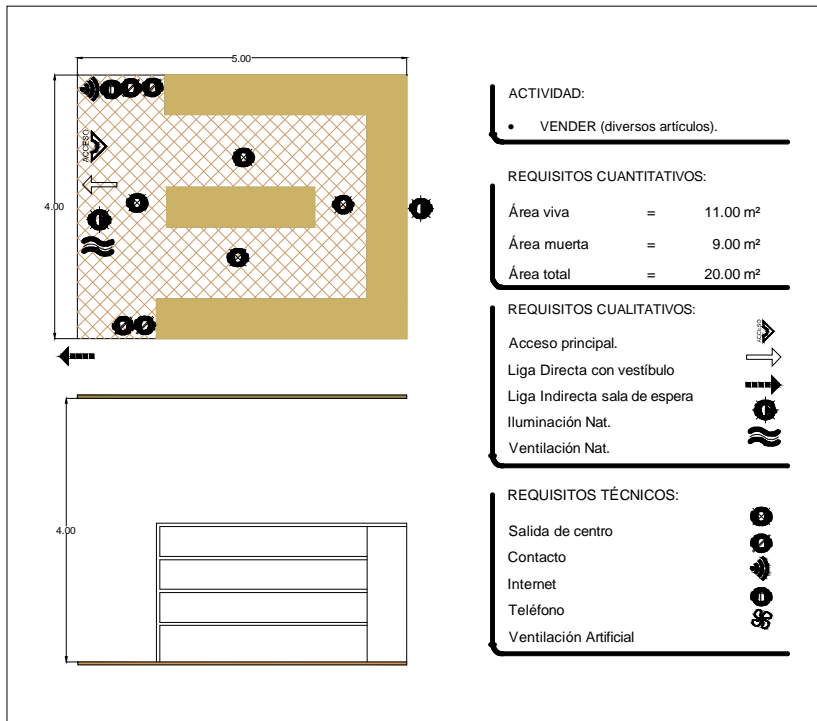 5.00
4.00
ACCESO
4.00
ACTIVIDAD:
• VENDER (diversos artículos).
REQUISITOS CUANTITATIVOS:
Área viva = 11.00 m²
Área muerta = 9.00 m²
Área total = 20.00 m²
REQUISITOS CUALITATIVOS:
Acceso principal.
ACCESO
Liga Directa con vestíbulo
Liga Indirecta sala de espera
Iluminación Nat.
Ventilación Nat.
REQUISITOS TÉCNICOS:
Salida de centro
Contacto
Internet
Teléfono
Ventilación Artificial